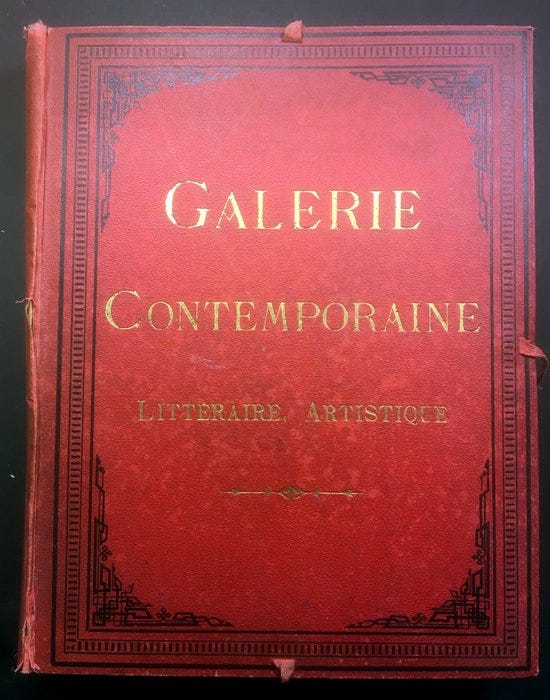 GALERIE
CONTEMPORAINE
LITTÉRAIRE, ARTISTIQUE